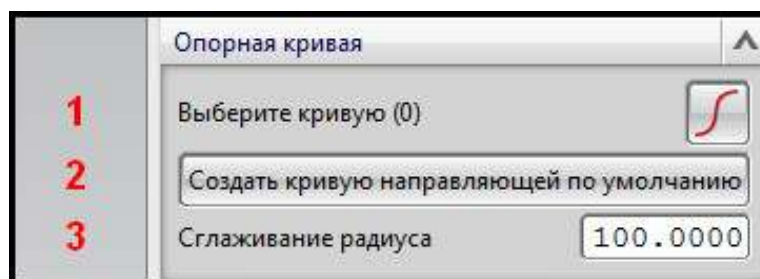 Опорная кривая
1 Выберите кривую (0)
2 Создать кривую направляющей по умолчанию
3 Сглаживание радиуса 100.0000